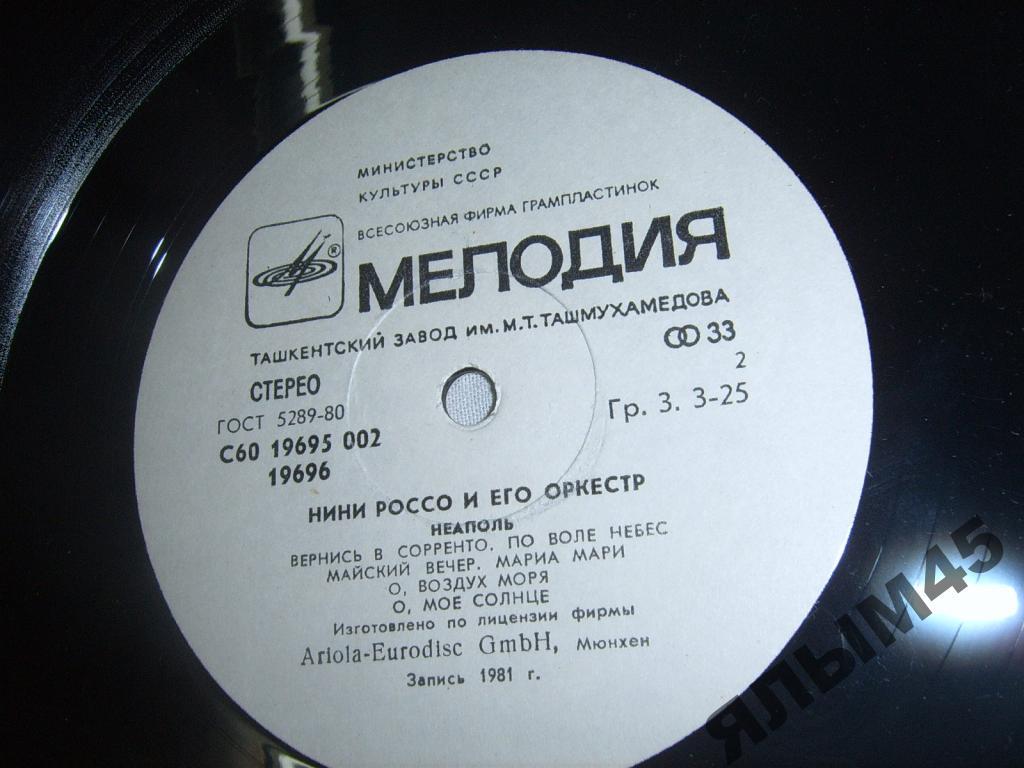 МИНИСТЕРСТВО
КУЛЬТУРЫ СССР
ВСЕСОЮЗНАЯ ФИРМА ГРАМПЛАСТИНОК
®
МЕЛОДИЯ
ТАШКЕНТСКИЙ ЗАВОД ИМ. М.Т. ТАШМУХАМЕДОВА
СТЕРЕО
33
ГОСТ 5289-80
2
С60 19695 002
Гр. 3. 3-25
19696
НИНИ РОССО И ЕГО ОРКЕСТР
НЕАПОЛЬ
ВЕРНИСЬ В СОРРЕНТО. ПО ВОЛЕ НЕБЕС
МАЙСКИЙ ВЕЧЕР. МАРИА МАРИ
О, ВОЗДУХ МОРЯ
О, МОЕ СОЛНЦЕ
Изготовлено по лицензии фирмы
Ariola-Eurodisc GmbH, Мюнхен
Запись 1981 г.
ЯЛЫМ45